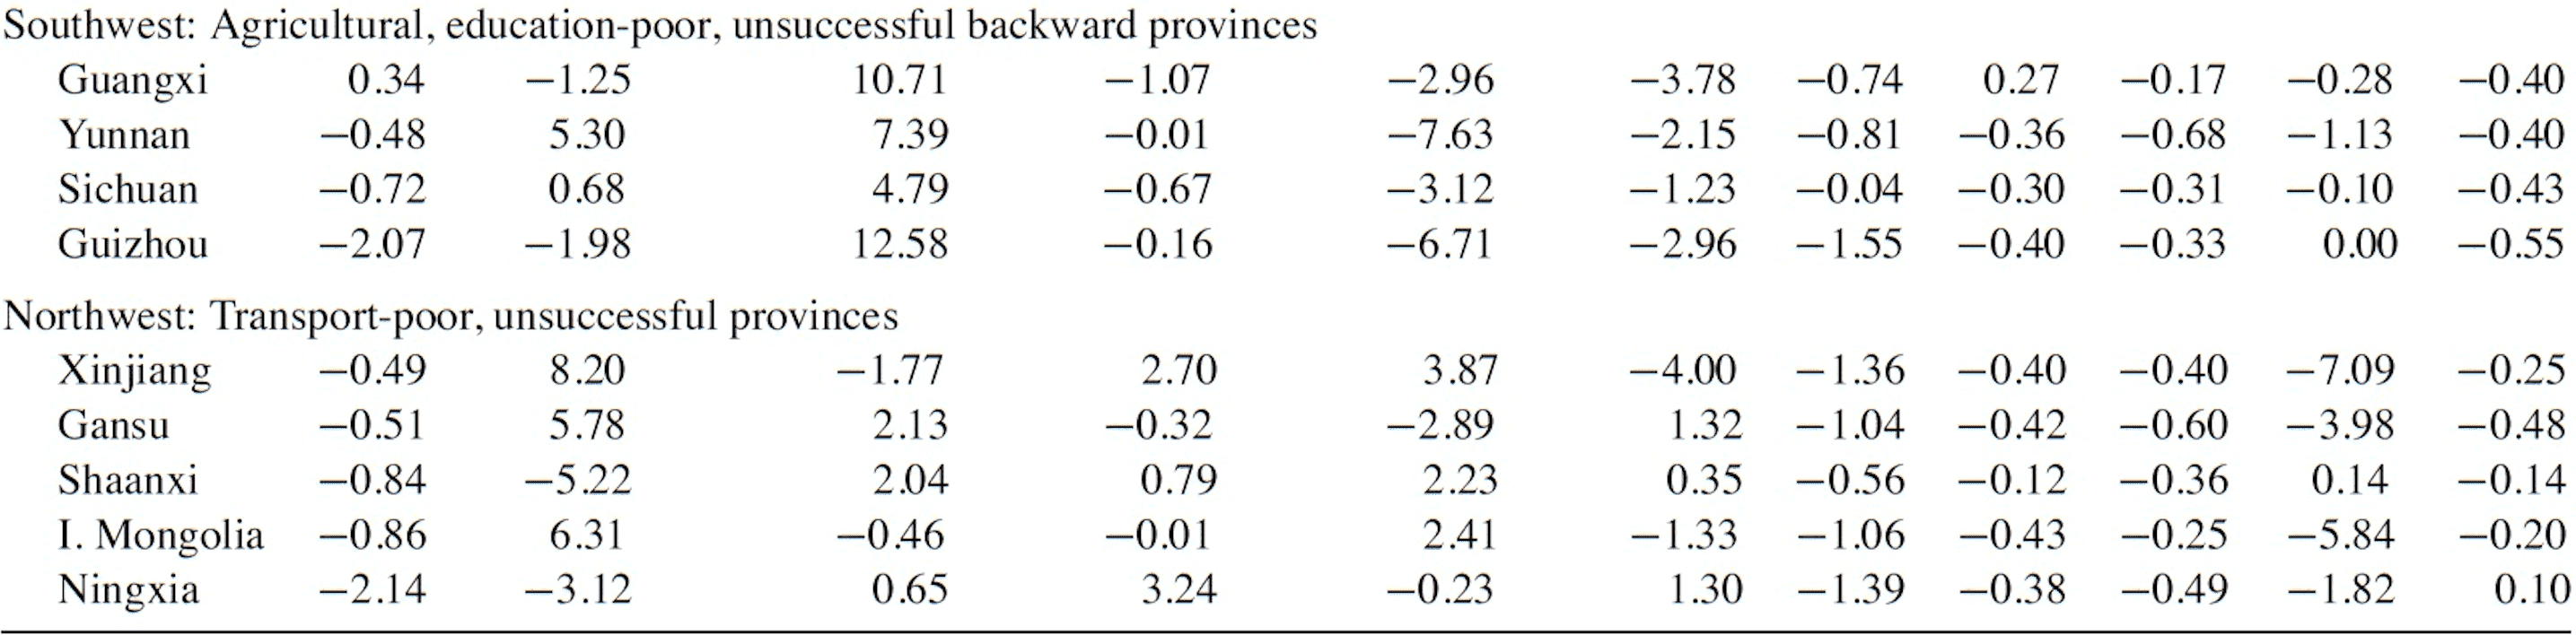 Southwest: Agricultural, education-poor, unsuccessful backward provinces
Guangxi 0.34 −1.25 10.71 −1.07 −2.96 −3.78 −0.74 0.27 −0.17 −0.28 −0.40
Yunnan −0.48 5.30 7.39 −0.01 −7.63 −2.15 −0.81 −0.36 −0.68 −1.13 −0.40
Sichuan −0.72 0.68 4.79 −0.67 −3.12 −1.23 −0.04 −0.30 −0.31 −0.10 −0.43
Guizhou −2.07 −1.98 12.58 −0.16 −6.71 −2.96 −1.55 −0.40 −0.33 0.00 −0.55
Northwest: Transport-poor, unsuccessful provinces
Xinjiang −0.49 8.20 −1.77 2.70 3.87 −4.00 −1.36 −0.40 −0.40 −7.09 −0.25
Gansu −0.51 5.78 2.13 −0.32 −2.89 1.32 −1.04 −0.42 −0.60 −3.98 −0.48
Shaanxi −0.84 −5.22 2.04 0.79 2.23 0.35 −0.56 −0.12 −0.36 0.14 −0.14
I. Mongolia −0.86 6.31 −0.46 −0.01 2.41 −1.33 −1.06 −0.43 −0.25 −5.84 −0.20
Ningxia −2.14 −3.12 0.65 3.24 −0.23 1.30 −1.39 −0.38 −0.49 −1.82 0.10